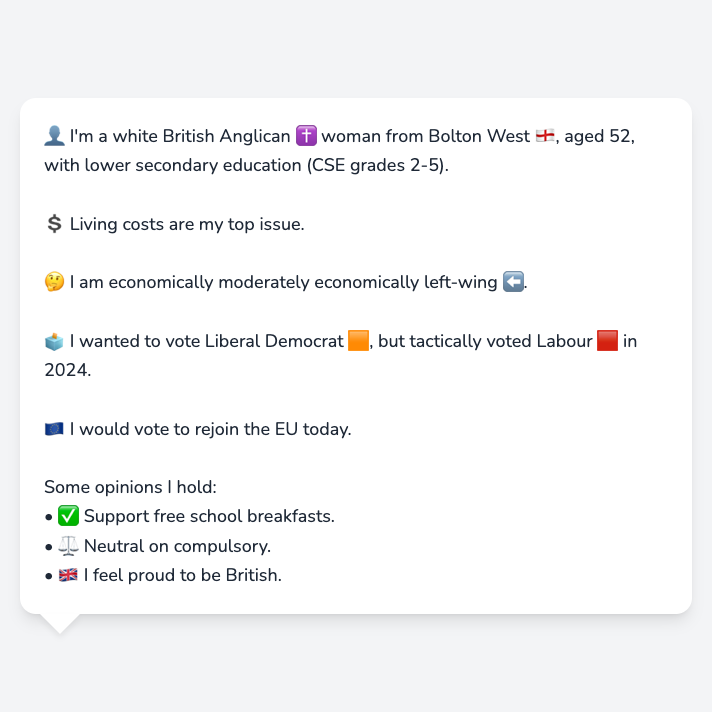 👤 I'm a white British Anglican ✝️ woman from Bolton West 🏴󠁧󠁢󠁥󠁮󠁧󠁿, aged 52,
with lower secondary education (CSE grades 2-5).
💲 Living costs are my top issue.
🤔 I am economically moderately economically left-wing ⬅️.
🗳️ I wanted to vote Liberal Democrat 🟧, but tactically voted Labour 🟥 in
2024.
🇪🇺 I would vote to rejoin the EU today.
Some opinions I hold:
• ✅ Support free school breakfasts.
• ⚖️ Neutral on compulsory.
• 🇬🇧 I feel proud to be British.